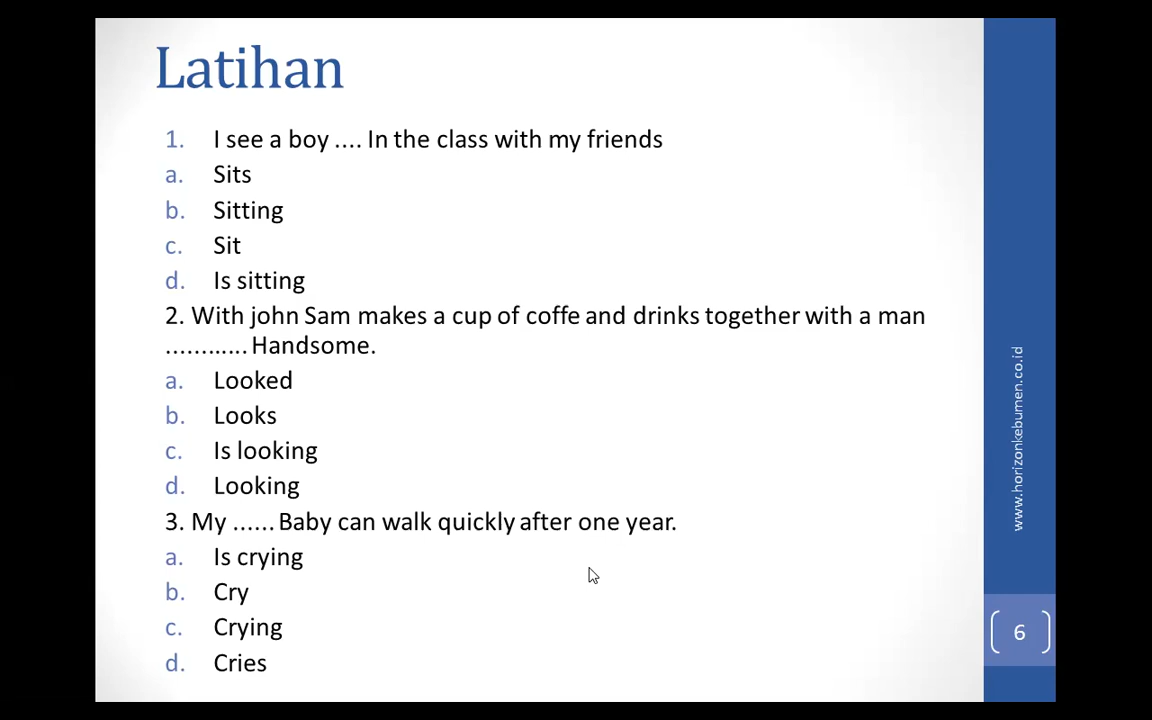 Latihan
1. I see a boy .... In the class with my friends
a. Sits
b. Sitting
c. Sit
d. Is sitting
2. With john Sam makes a cup of coffe and drinks together with a man
............ Handsome.
a. Looked
b. Looks
c. Is looking
d. Looking
3. My ...... Baby can walk quickly after one year.
a. Is crying
b. Cry
c. Crying
d. Cries
www.horizonkebumen.co.id
6